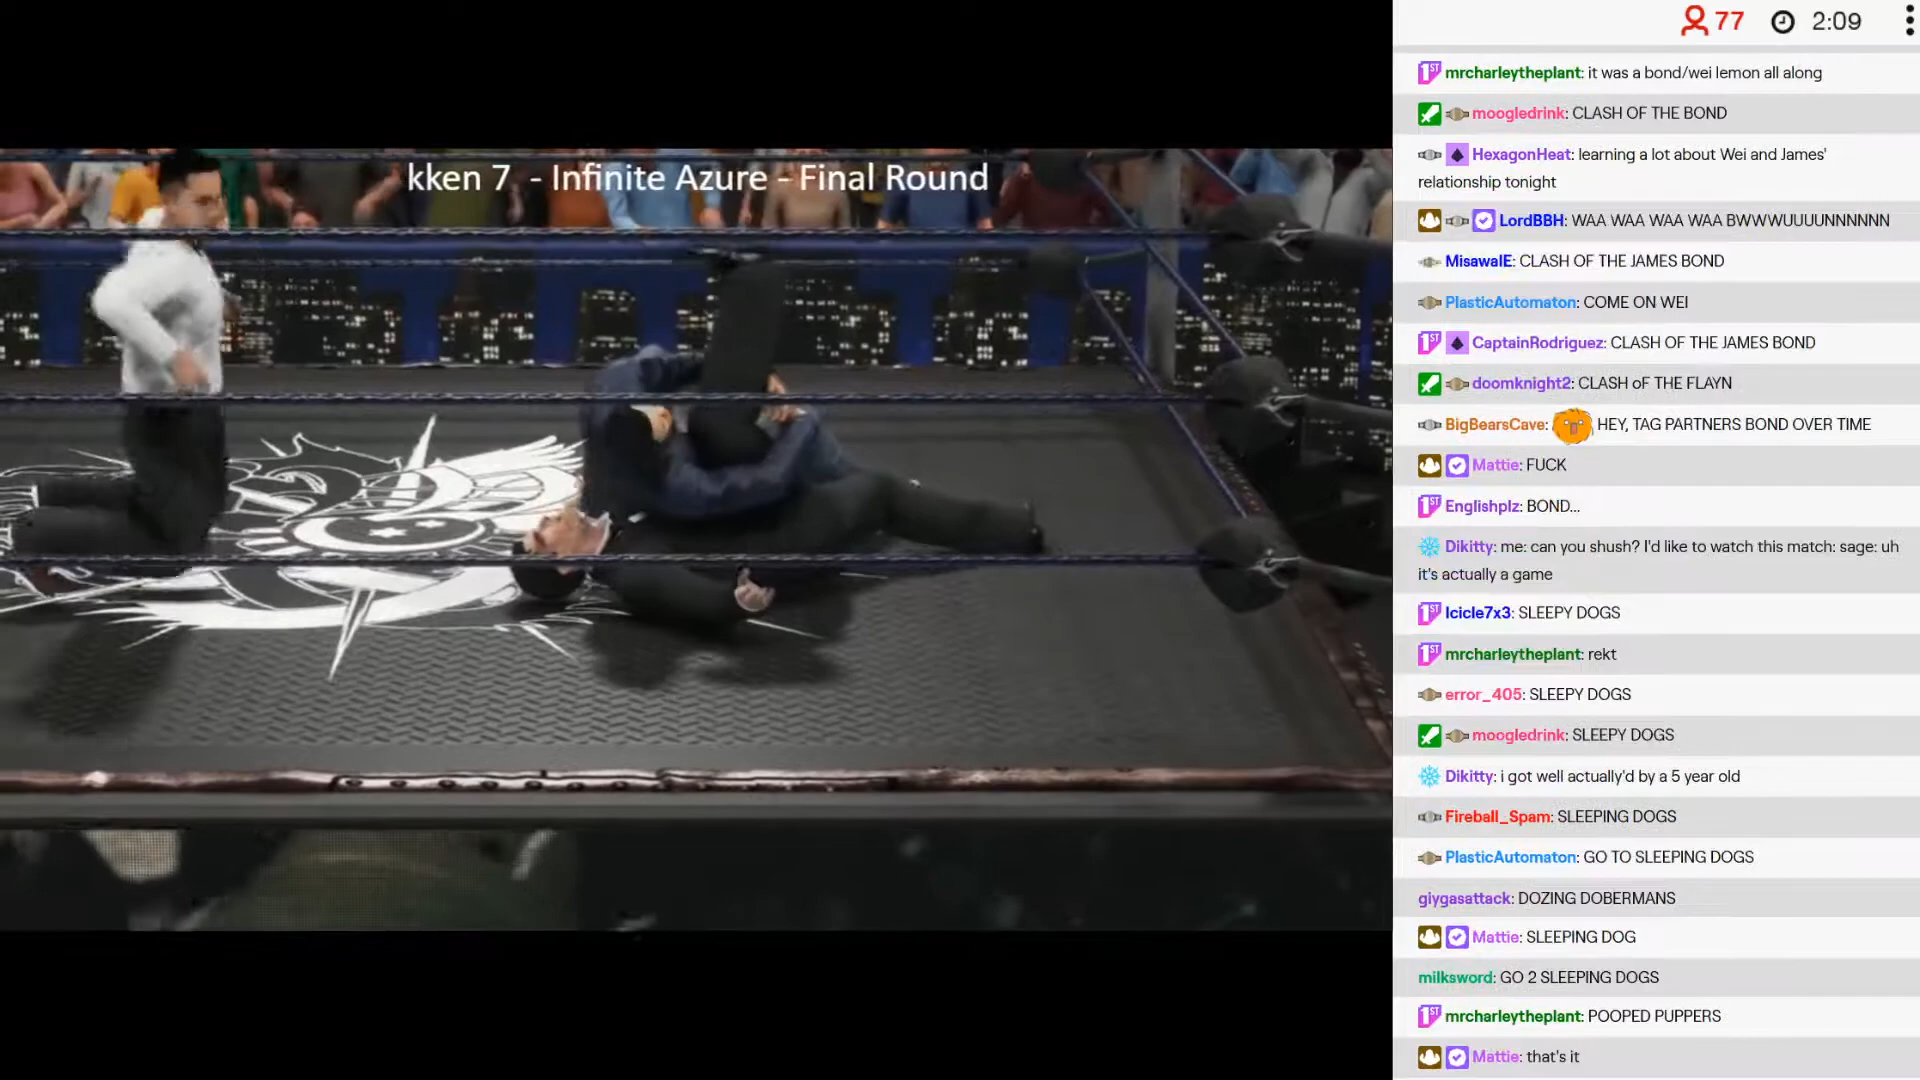 kken 7 - Infinite Azure - Final Round
77 2:09
mrcharleytheplant: it was a bond/wei lemon all along
moogledrink: CLASH OF THE BOND
HexagonHeat: learning a lot about Wei and James'
relationship tonight
LordBBH: WAA WAA WAA WAA BWWWUUUUNNNNNN
MisawaIE: CLASH OF THE JAMES BOND
PlasticAutomaton: COME ON WEI
CaptainRodriguez: CLASH OF THE JAMES BOND
doomknight2: CLASH oF THE FLAYN
BigBearsCave: HEY, TAG PARTNERS BOND OVER TIME
Mattie: FUCK
Englishplz: BOND...
Dikitty: me: can you shush? I'd like to watch this match: sage: uh
it's actually a game
Icicle7x3: SLEEPY DOGS
mrcharleytheplant: rekt
error_405: SLEEPY DOGS
moogledrink: SLEEPY DOGS
Dikitty: i got well actually'd by a 5 year old
Fireball_Spam: SLEEPING DOGS
PlasticAutomaton: GO TO SLEEPING DOGS
giygasattack: DOZING DOBERMANS
Mattie: SLEEPING DOG
milksword: GO 2 SLEEPING DOGS
mrcharleytheplant: POOPED PUPPERS
Mattie: that's it